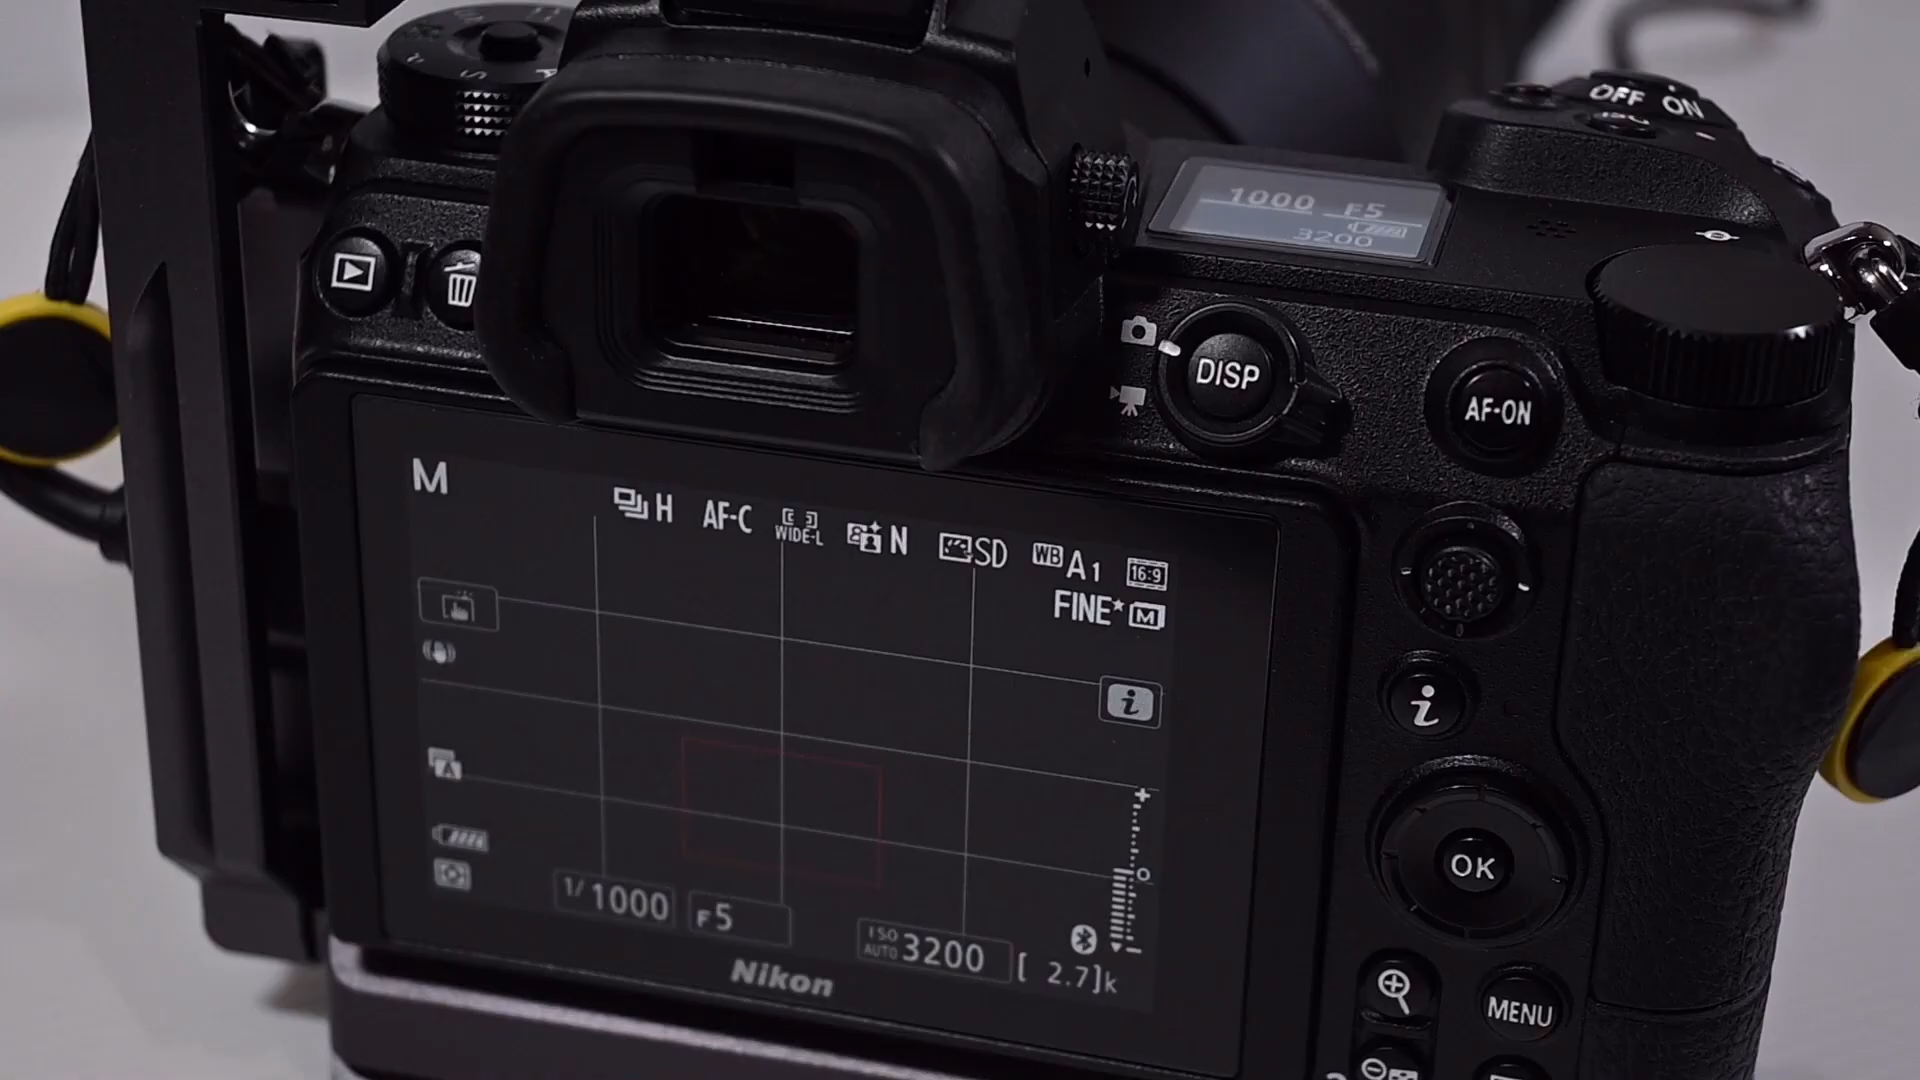 OFF ON
1000 F5
3200
DISP
AF-ON
M
H AF-C WIDE-L N SD WB A1 16:9
FINE★ M
i
i
OK
1/1000 F5 ISO AUTO 3200 [ 2.7]k
Nikon
MENU